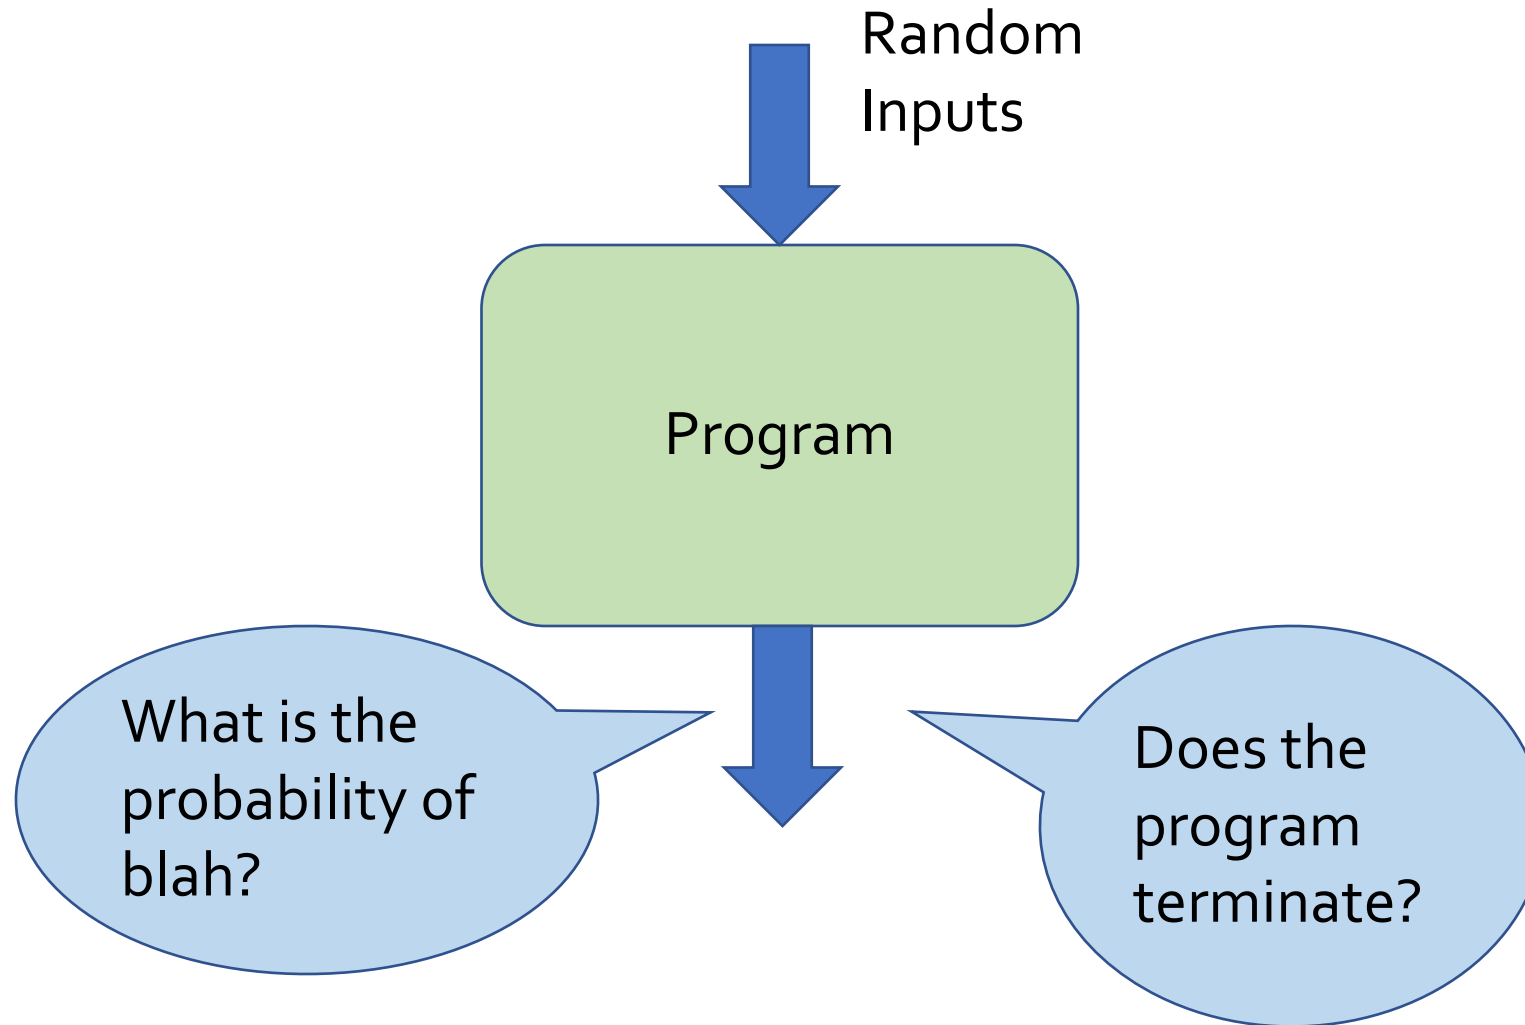 Random
Inputs
Program
What is the
probability of
blah?
Does the
program
terminate?